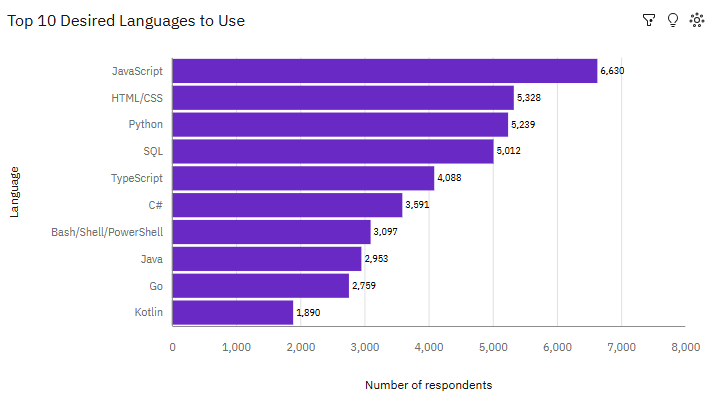 Top 10 Desired Languages to Use
Language
JavaScript 6,630
HTML/CSS 5,328
Python 5,239
SQL 5,012
TypeScript 4,088
C# 3,591
Bash/Shell/PowerShell 3,097
Java 2,953
Go 2,759
Kotlin 1,890
0 1,000 2,000 3,000 4,000 5,000 6,000 7,000 8,000
Number of respondents